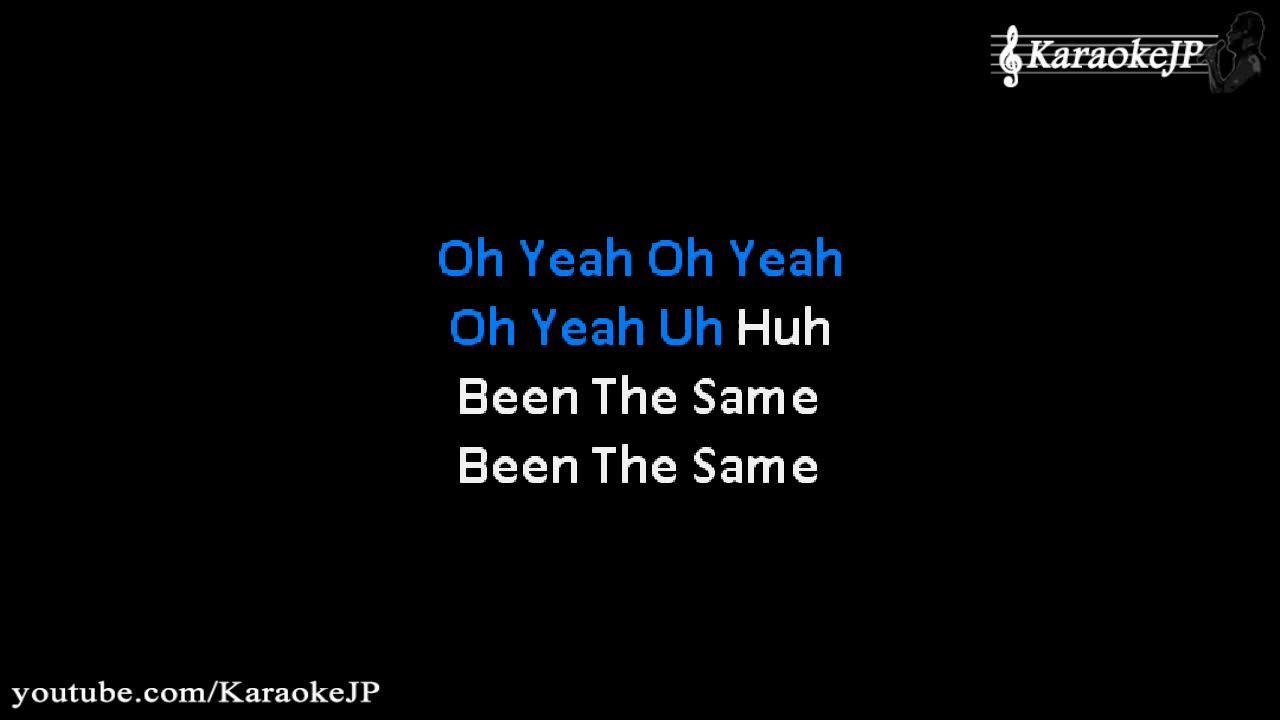 KaraokeJP
Oh Yeah Oh Yeah
Oh Yeah Uh Huh
Been The Same
Been The Same
youtube.com/KaraokeJP